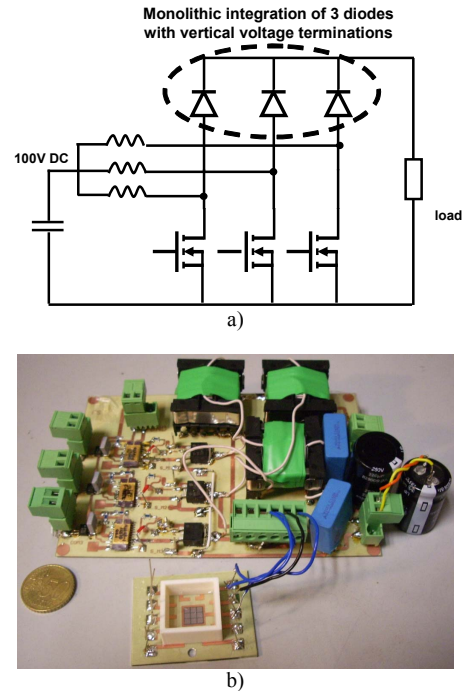 Monolithic integration of 3 diodes
with vertical voltage terminations
100V DC
load
a)
b)